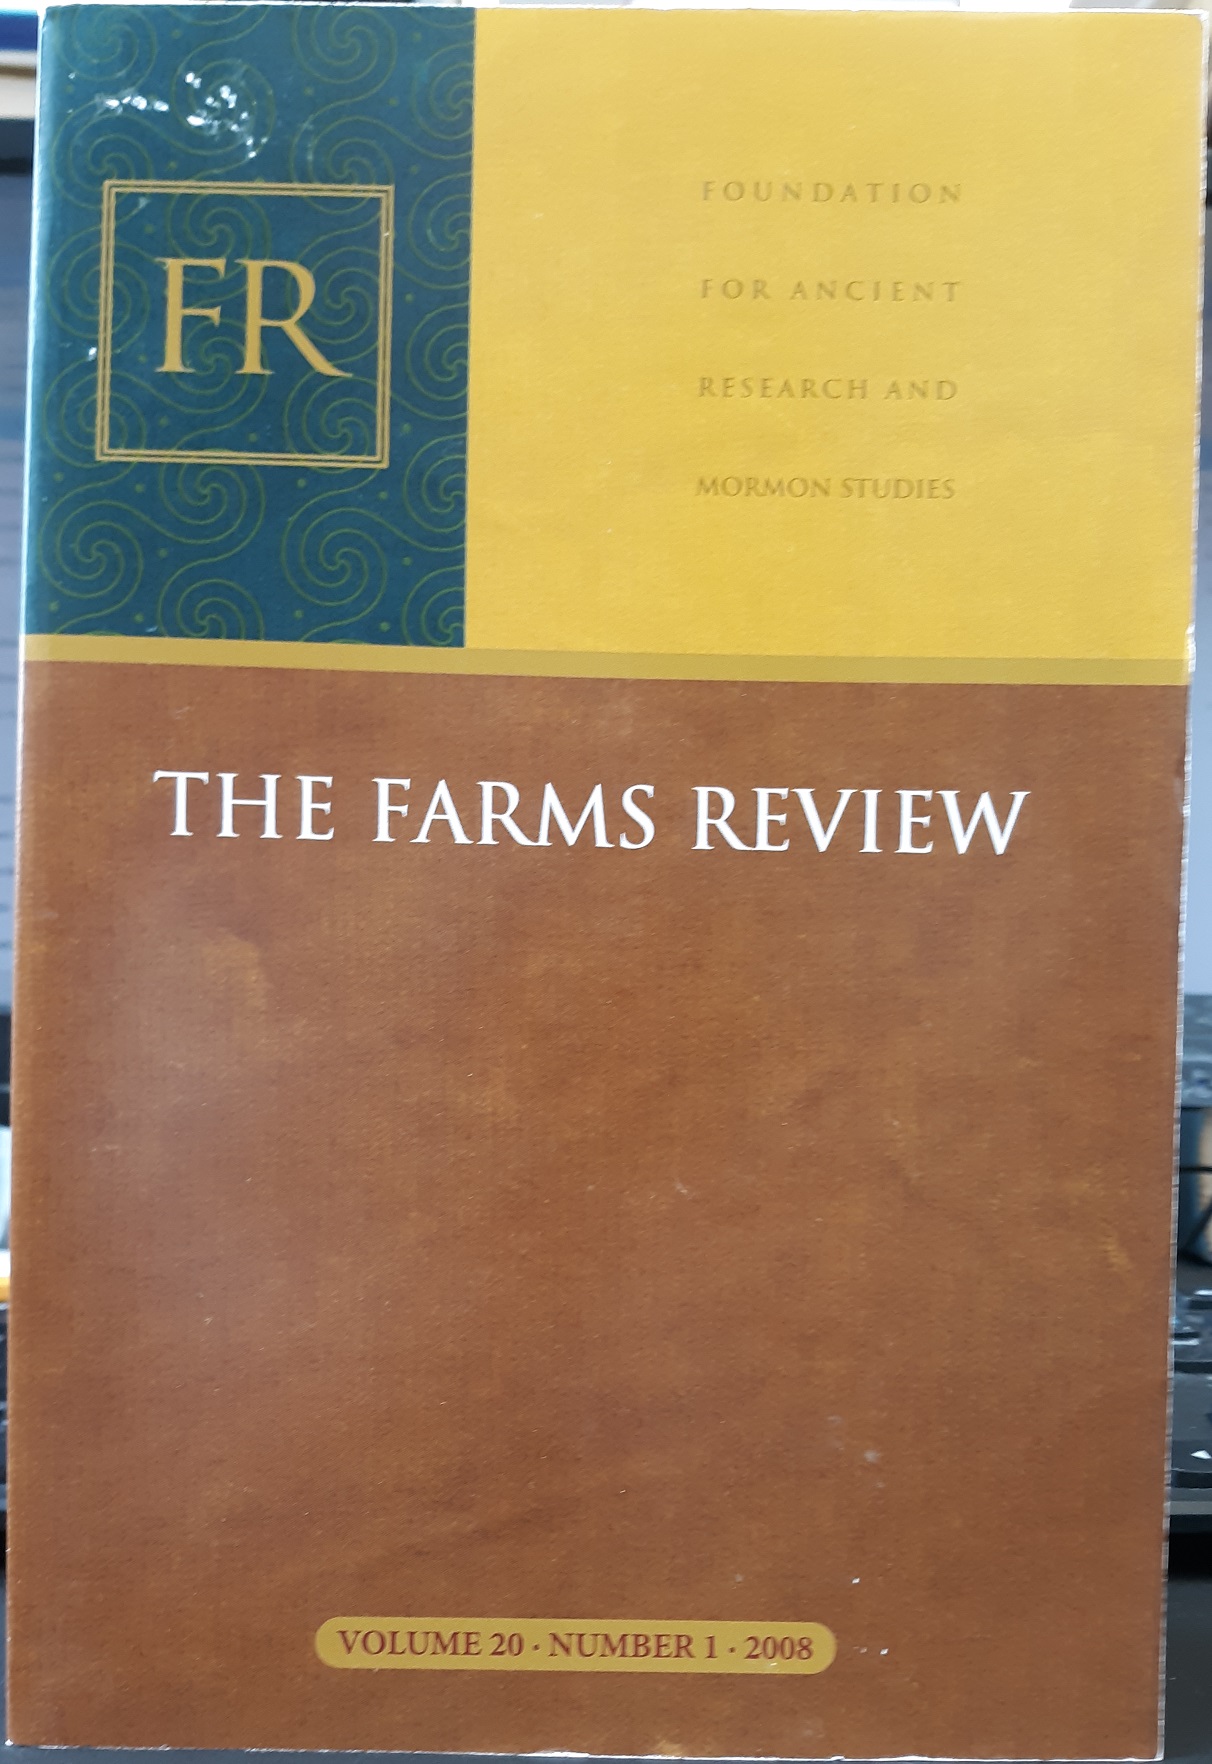 FR
FOUNDATION
FOR ANCIENT
RESEARCH AND
MORMON STUDIES
THE FARMS REVIEW
VOLUME 20 · NUMBER 1 · 2008